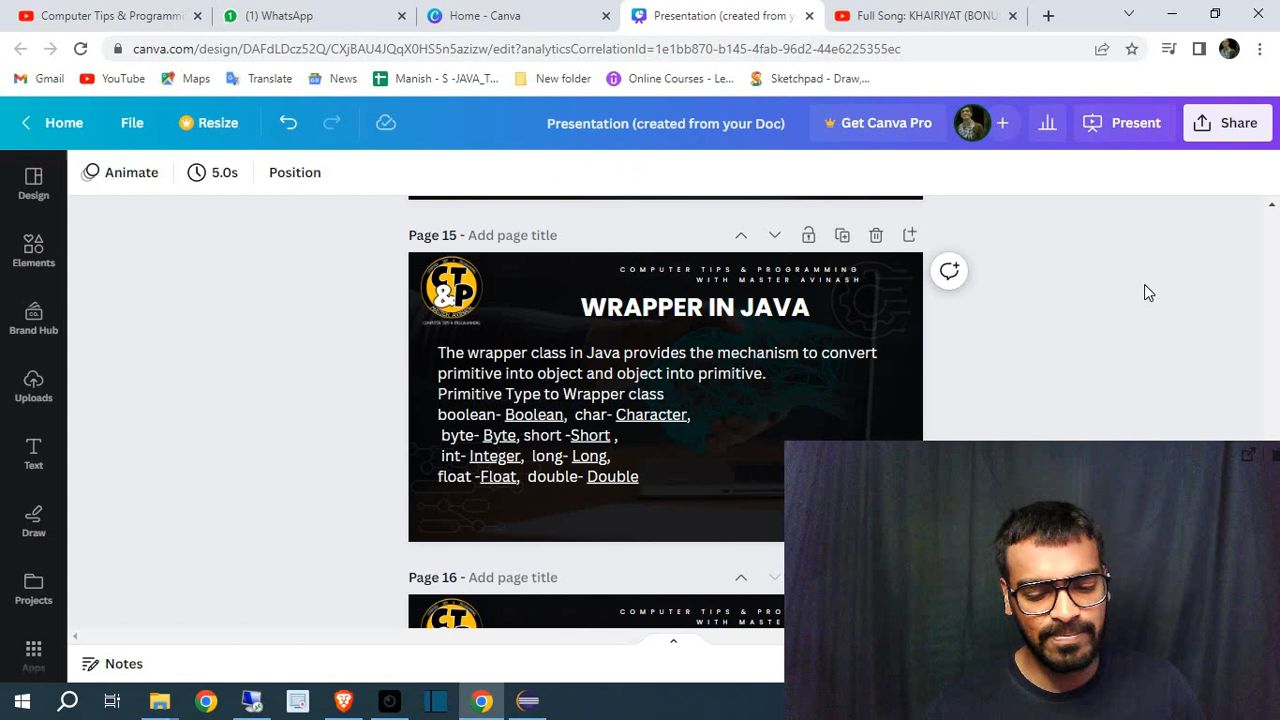 Computer Tips & Programm
(1) WhatsApp
Home - Canva
Presentation (created from y
Full Song: KHAIRIYAT (BONU
canva.com/design/DAFdLDcz52Q/CXjBAU4JQqX0HS5n5azizw/edit?analyticsCorrelationId=1e1bb870-b145-4fab-96d2-44e6225355ec
Gmail
YouTube
Maps
Translate
News
Manish - S -JAVA_T...
New folder
Online Courses - Le...
Sketchpad - Draw,...
Home
File
Resize
Presentation (created from your Doc)
Get Canva Pro
Present
Share
Animate
5.0s
Position
Design
Elements
Brand Hub
Uploads
Text
Draw
Projects
Apps
Page 15 - Add page title
CT
&P
COMPUTER TIPS & PROGRAMMING
WITH MASTER AVINASH
WRAPPER IN JAVA
The wrapper class in Java provides the mechanism to convert
primitive into object and object into primitive.
Primitive Type to Wrapper class
boolean- Boolean, char- Character,
byte- Byte, short -Short ,
int- Integer, long- Long,
float -Float, double- Double
Page 16 - Add page title
COMPUTER TIPS & PRO
WITH MASTER
Notes